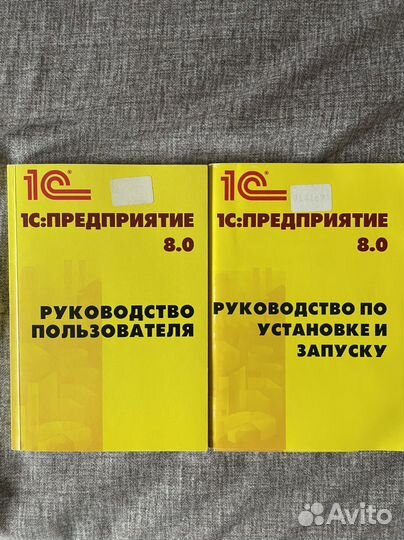 1С®
1С:ПРЕДПРИЯТИЕ
8.0
РУКОВОДСТВО
ПОЛЬЗОВАТЕЛЯ
1С®
1С:ПРЕДПРИЯТИЕ
8.0
РУКОВОДСТВО ПО
УСТАНОВКЕ И
ЗАПУСКУ
Avito